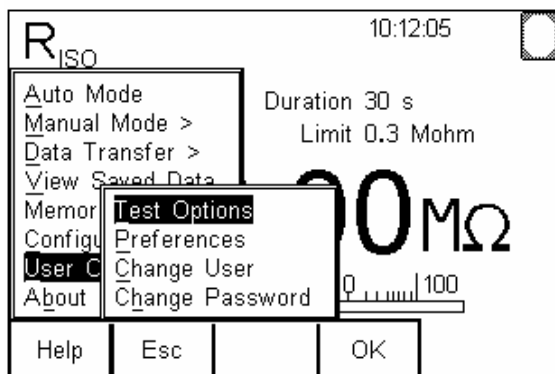 RISO
10:12:05
Auto Mode
Manual Mode >
Data Transfer >
View Saved Data
Test Options
Preferences
Change User
Change Password
About
Duration 30 s
Limit 0.3 Mohm
MΩ
100
Help
Esc
OK